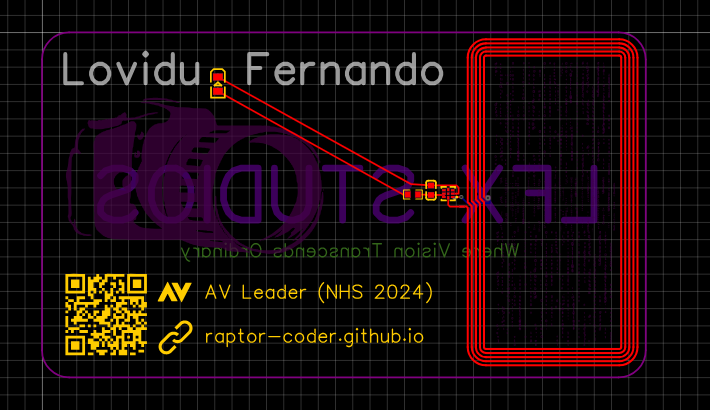 Lovidu Fernando
LFX STUDIOS
Where Vision Transcends Ordinary
AV AV Leader (NHS 2024)
raptor-coder.github.io